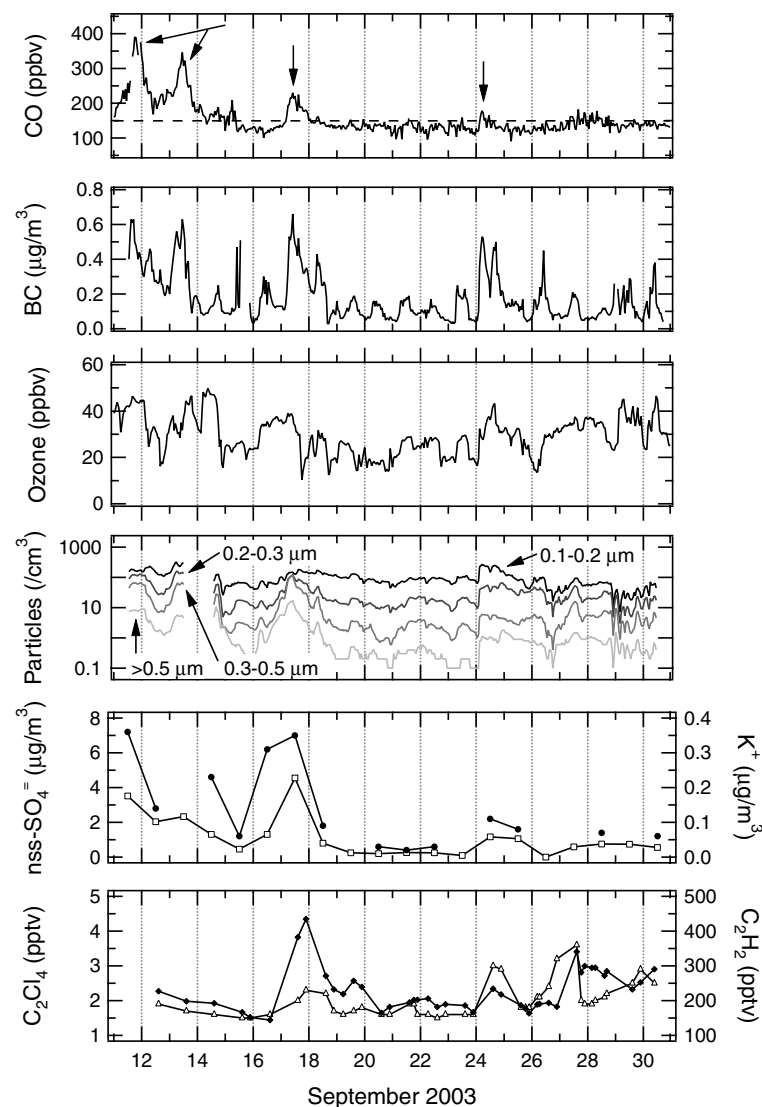 CO (ppbv)
400
300
200
100
BC (µg/m³)
0.8
0.6
0.4
0.2
0.0
Ozone (ppbv)
60
40
20
0
Particles (/cm³)
1000
10
0.1
0.2-0.3 µm
0.1-0.2 µm
>0.5 µm
0.3-0.5 µm
nss-SO₄⁼ (µg/m³)
8
6
4
2
0
0.4
0.3
0.2
0.1
0.0
K⁺ (µg/m³)
C₂Cl₄ (pptv)
5
4
3
2
1
500
400
300
200
100
C₂H₂ (pptv)
12 14 16 18 20 22 24 26 28 30
September 2003